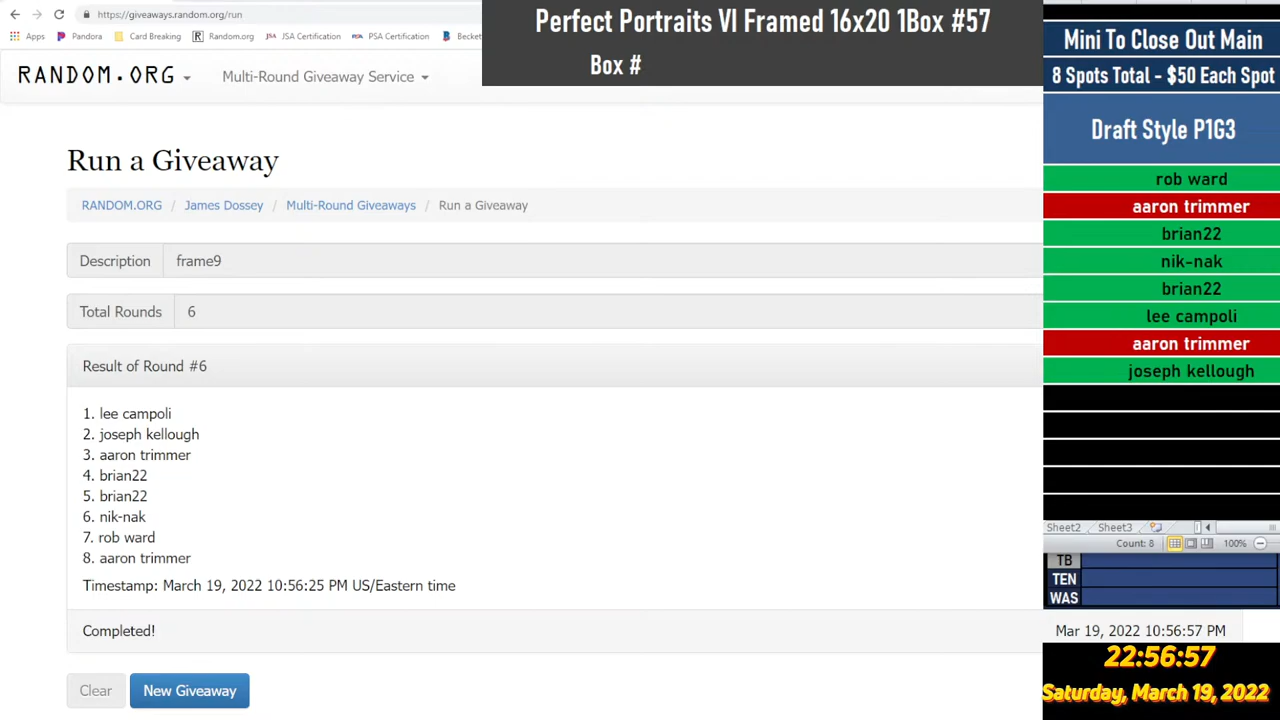 https://giveaways.random.org/run
Apps
Pandora
Card Breaking
Random.org
JSA Certification
PSA Certification
Becket
Perfect Portraits VI Framed 16x20 1Box #57
Box #
RANDOM.ORG
Multi-Round Giveaway Service
Run a Giveaway
RANDOM.ORG / James Dossey / Multi-Round Giveaways / Run a Giveaway
Description frame9
Total Rounds 6
Result of Round #6
1. lee campoli
2. joseph kellough
3. aaron trimmer
4. brian22
5. brian22
6. nik-nak
7. rob ward
8. aaron trimmer
Timestamp: March 19, 2022 10:56:25 PM US/Eastern time
Completed!
Clear
New Giveaway
Mini To Close Out Main
8 Spots Total - $50 Each Spot
Draft Style P1G3
rob ward
aaron trimmer
brian22
nik-nak
brian22
lee campoli
aaron trimmer
joseph kellough
Sheet2 Sheet3
Count: 8 100%
TB
TEN
WAS
Mar 19, 2022 10:56:57 PM
22:56:57
Saturday, March 19, 2022